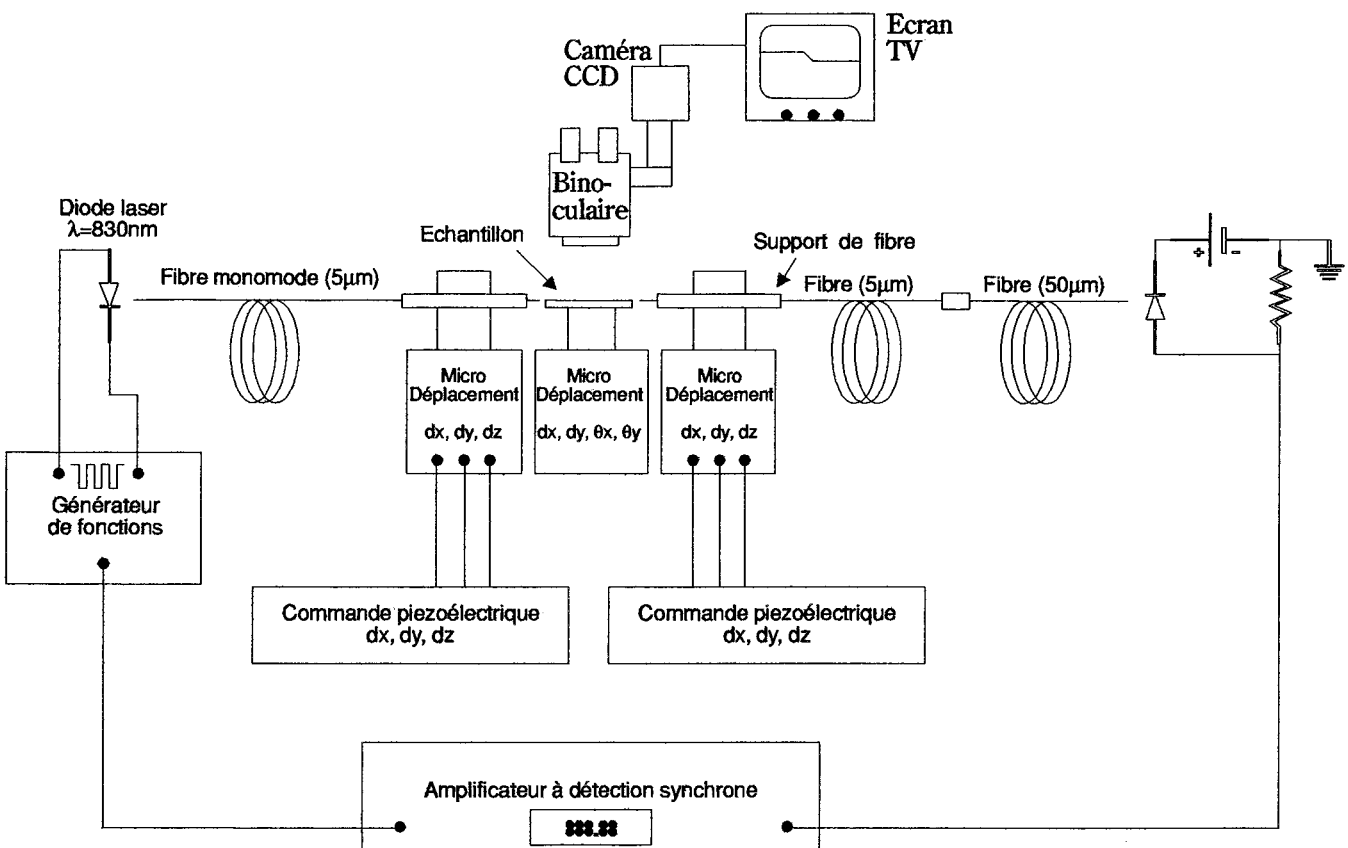 Ecran
TV
Caméra
CCD
Bino-
culaire
Diode laser
λ=830nm
Echantillon
Support de fibre
Fibre monomode (5μm)
Fibre (5μm)
Fibre (50μm)
+
-
Micro
Déplacement
dx, dy, dz
Micro
Déplacement
dx, dy, θx, θy
Micro
Déplacement
dx, dy, dz
Générateur
de fonctions
Commande piezoélectrique
dx, dy, dz
Commande piezoélectrique
dx, dy, dz
Amplificateur à détection synchrone
888.88